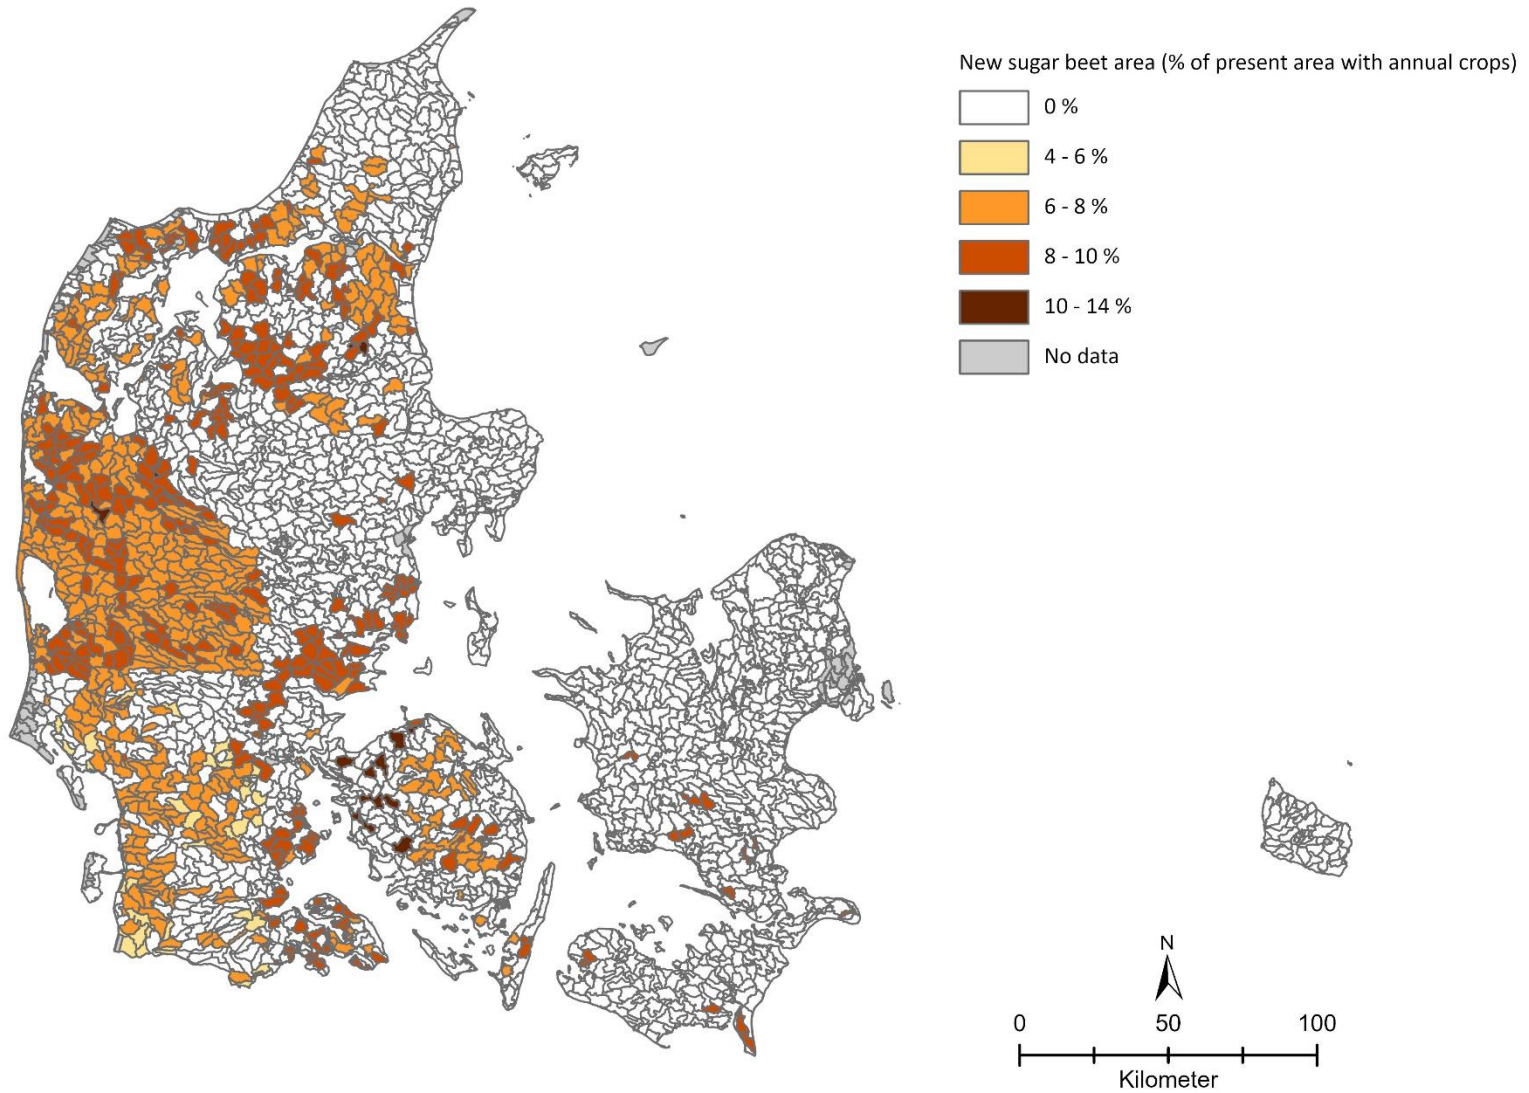 New sugar beet area (% of present area with annual crops)
0 %
4 - 6 %
6 - 8 %
8 - 10 %
10 - 14 %
No data
N
0 50 100
Kilometer